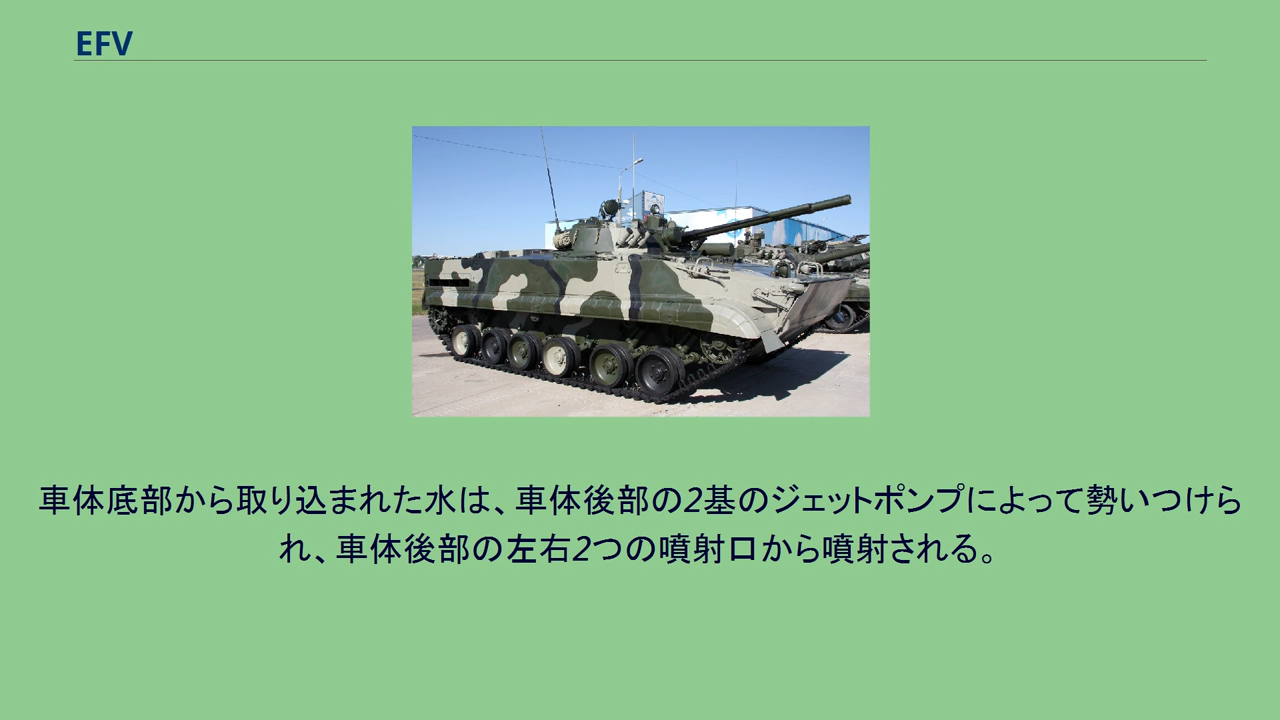 EFV
車体底部から取り込まれた水は、車体後部の2基のジェットポンプによって勢いつけら
れ、車体後部の左右2つの噴射口から噴射される。